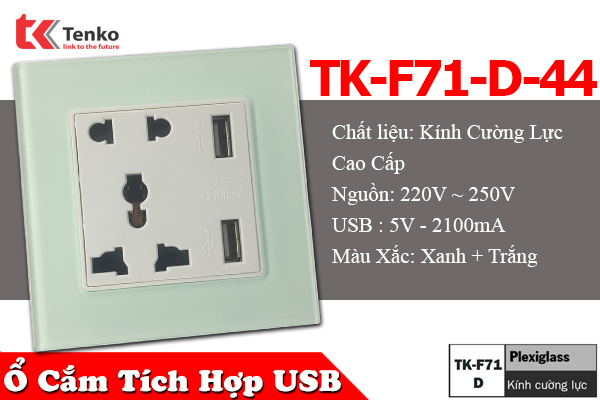 Tenko
link to the future
TK-F71-D-44
Chất liệu: Kính Cường Lực
Cao Cấp
Nguồn: 220V ~ 250V
USB : 5V - 2100mA
Màu Xắc: Xanh + Trắng
5V
2100mA
Ổ Cắm Tích Hợp USB
TK-F71
D
Plexiglass
Kính cường lực